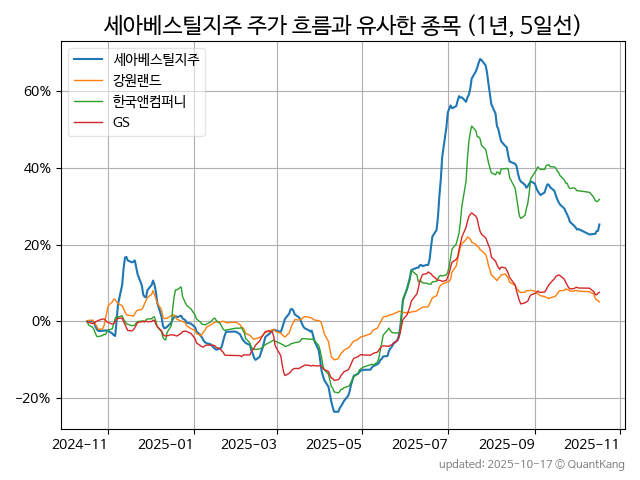 세아베스틸지주 주가 흐름과 유사한 종목 (1년, 5일선)
세아베스틸지주
강원랜드
한국앤컴퍼니
GS
60%
40%
20%
0%
−20%
2024-11 2025-01 2025-03 2025-05 2025-07 2025-09 2025-11
updated: 2025-10-17 © QuantKang